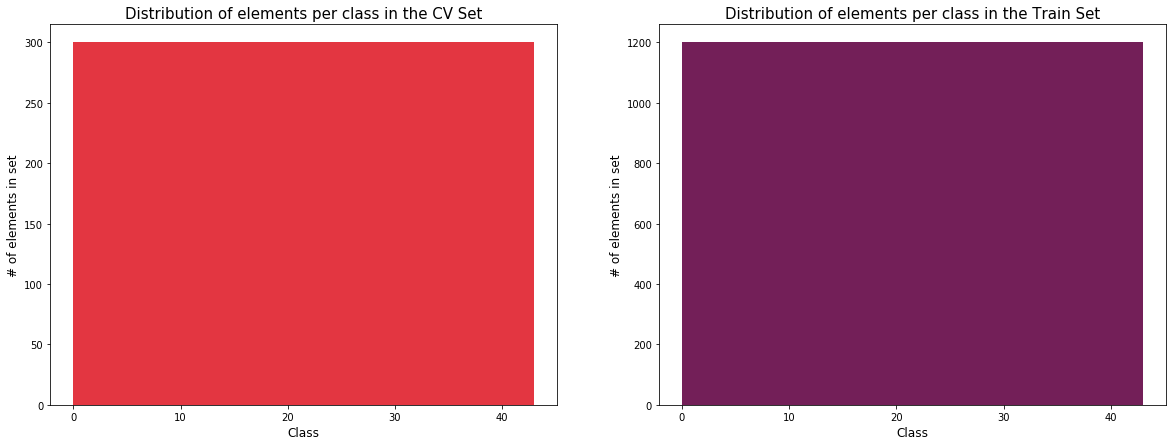 Distribution of elements per class in the CV Set
300
250
200
150
100
50
0
# of elements in set
0 10 20 30 40
Class
Distribution of elements per class in the Train Set
1200
1000
800
600
400
200
0
# of elements in set
0 10 20 30 40
Class